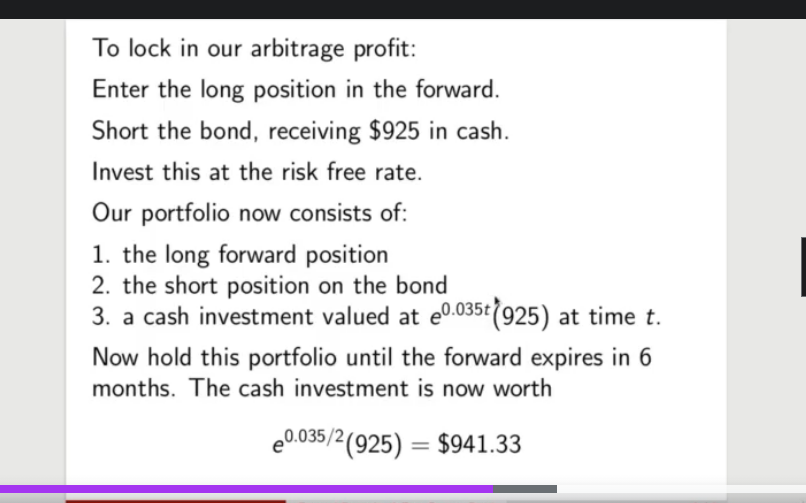 To lock in our arbitrage profit:
Enter the long position in the forward.
Short the bond, receiving $925 in cash.
Invest this at the risk free rate.
Our portfolio now consists of:
1. the long forward position
2. the short position on the bond
3. a cash investment valued at e^{0.035t}(925) at time t.
Now hold this portfolio until the forward expires in 6
months. The cash investment is now worth
e^{0.035/2}(925) = $941.33